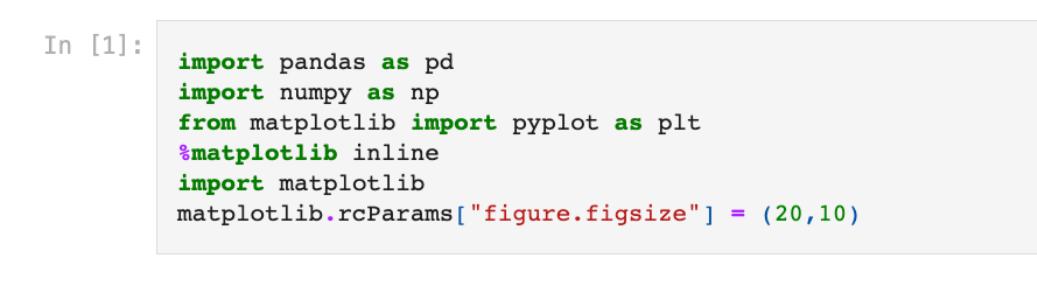 In [1]:
import pandas as pd
import numpy as np
from matplotlib import pyplot as plt
%matplotlib inline
import matplotlib
matplotlib.rcParams["figure.figsize"] = (20,10)